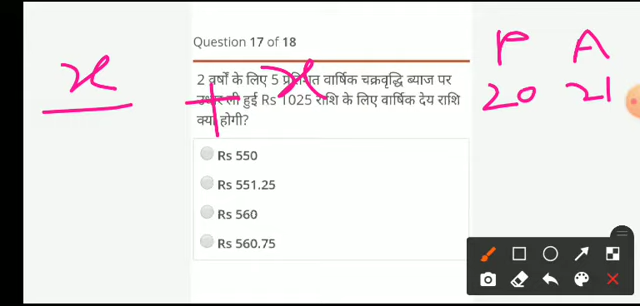 Question 17 of 18
P A
20 21
x
x
2 वर्षों के लिए 5 प्रतिशत वार्षिक चक्रवृद्धि ब्याज पर
उधार ली हुई Rs 1025 राशि के लिए वार्षिक देय राशि
क्या होगी?
+
Rs 550
Rs 551.25
Rs 560
Rs 560.75